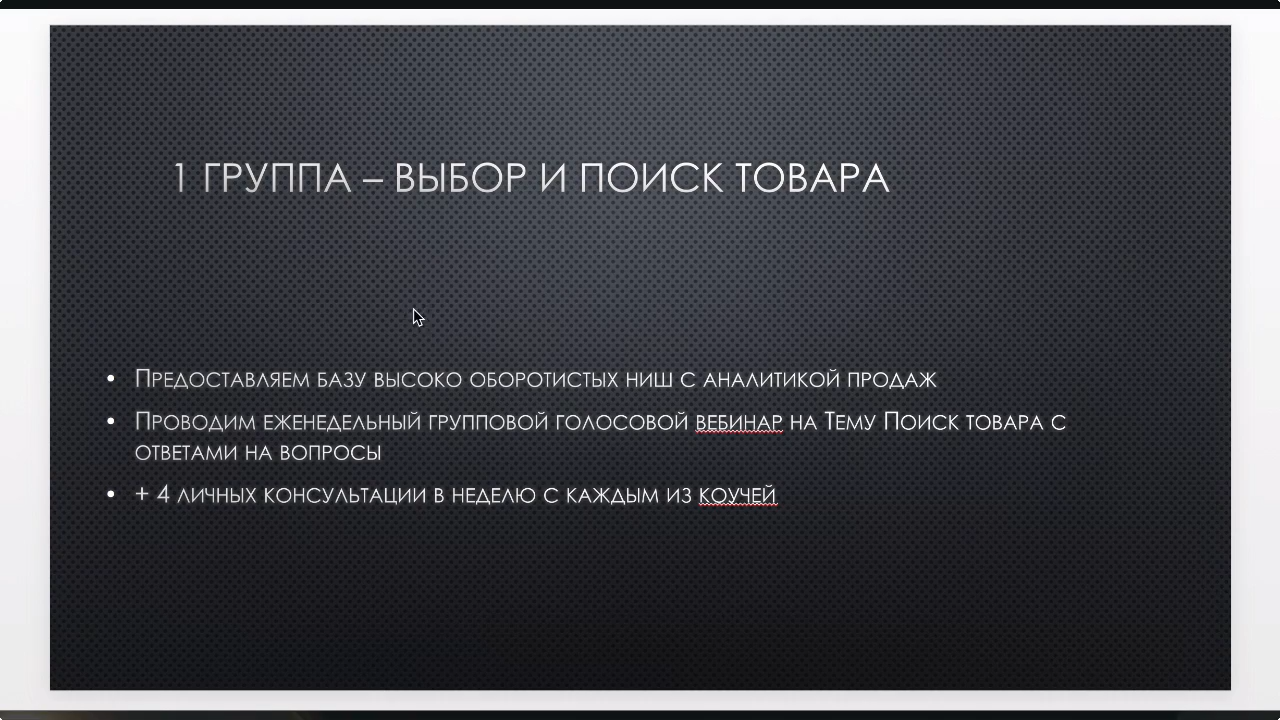 1 ГРУППА – ВЫБОР И ПОИСК ТОВАРА
• Предоставляем базу высоко оборотистых ниш с аналитикой продаж
• Проводим еженедельный групповой голосовой вебинар на Тему Поиск товара с
ответами на вопросы
• + 4 личных консультации в неделю с каждым из коучей